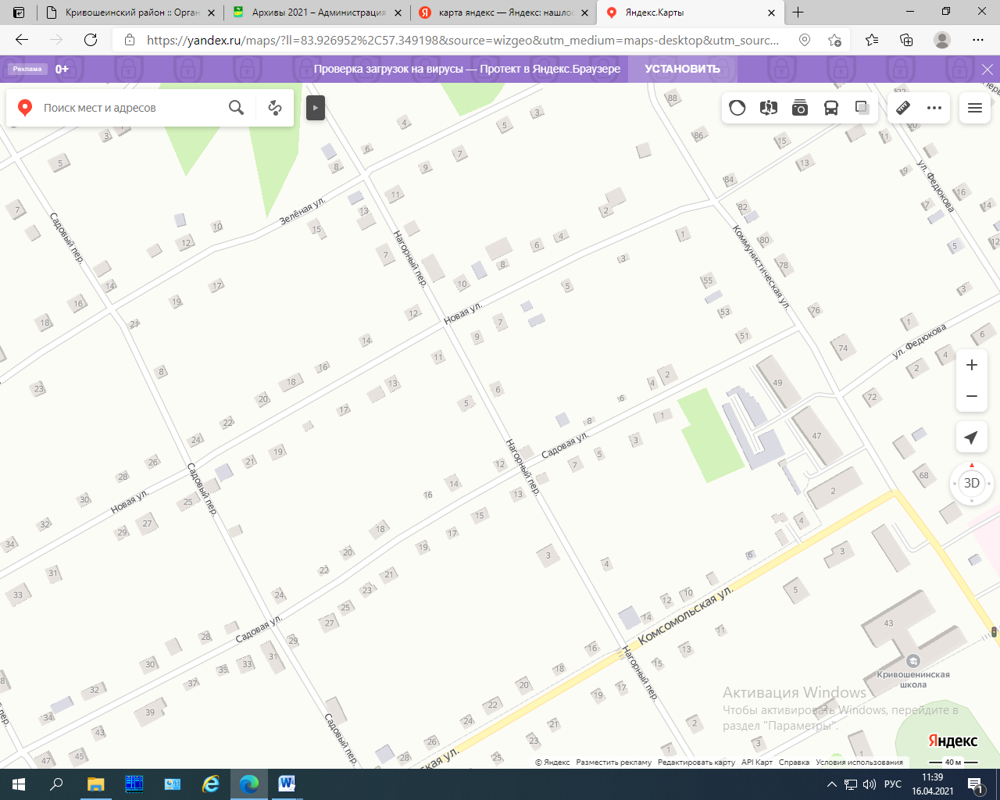 Кривошеинский район :: Орган
Архивы 2021 – Администрация
карта яндекс — Яндекс: нашлос
Яндекс.Карты
https://yandex.ru/maps/?ll=83.926952%2C57.349198&source=wizgeo&utm_medium=maps-desktop&utm_sourc...
Реклама 0+ Проверка загрузок на вирусы — Протект в Яндекс.Браузере УСТАНОВИТЬ
Поиск мест и адресов
88
4 5 3
3 86 15 11 20
6 7
5 8 9 13 9
84 ул. Федюкова 16
11 82 7 14
7 13 2
Садовый пер. Зелёная ул. 10 15 Нагорный пер. 4 1 Коммунистическая ул. 80 5 12
12 7 6 3 78
8
14 17 10 5 55 3
16 19 12 Новая ул. 53 76
18 21 7 1
14 9 51 74 ул. Федюкова 6
8 16 11 2 4
23 18 13 6 4 49 2
20 17 5 6 72
22 8 1
24 19 Нагорный пер. Садовая ул. 3 47
26 21 12 7 5 68 3D
28 Садовый пер. 14
30 Новая ул. 25 16 13 2
32 27 15 4
34 29 18 17
31 20 19 3 4 6 3
33 22 21
24 23 12 10 5
25 14 Комсомольская ул.
28 Садовая ул. 27 11 43
29 16 13
30 33 31 18 Нагорный пер. 15 Кривошеинская
школа
35
37 20 17
32 19 Активация Windows
34 39 22 Чтобы активировать Windows, перейдите в
43 Садовый пер. 24 21 2 раздел "Параметры".
26 23 3 Яндекс
47 45 28 25 1 1
© Яндекс Разместить рекламу Редактировать карту API Карт Справка Условия использования 40 м
РУС 11:39
16.04.2021 1